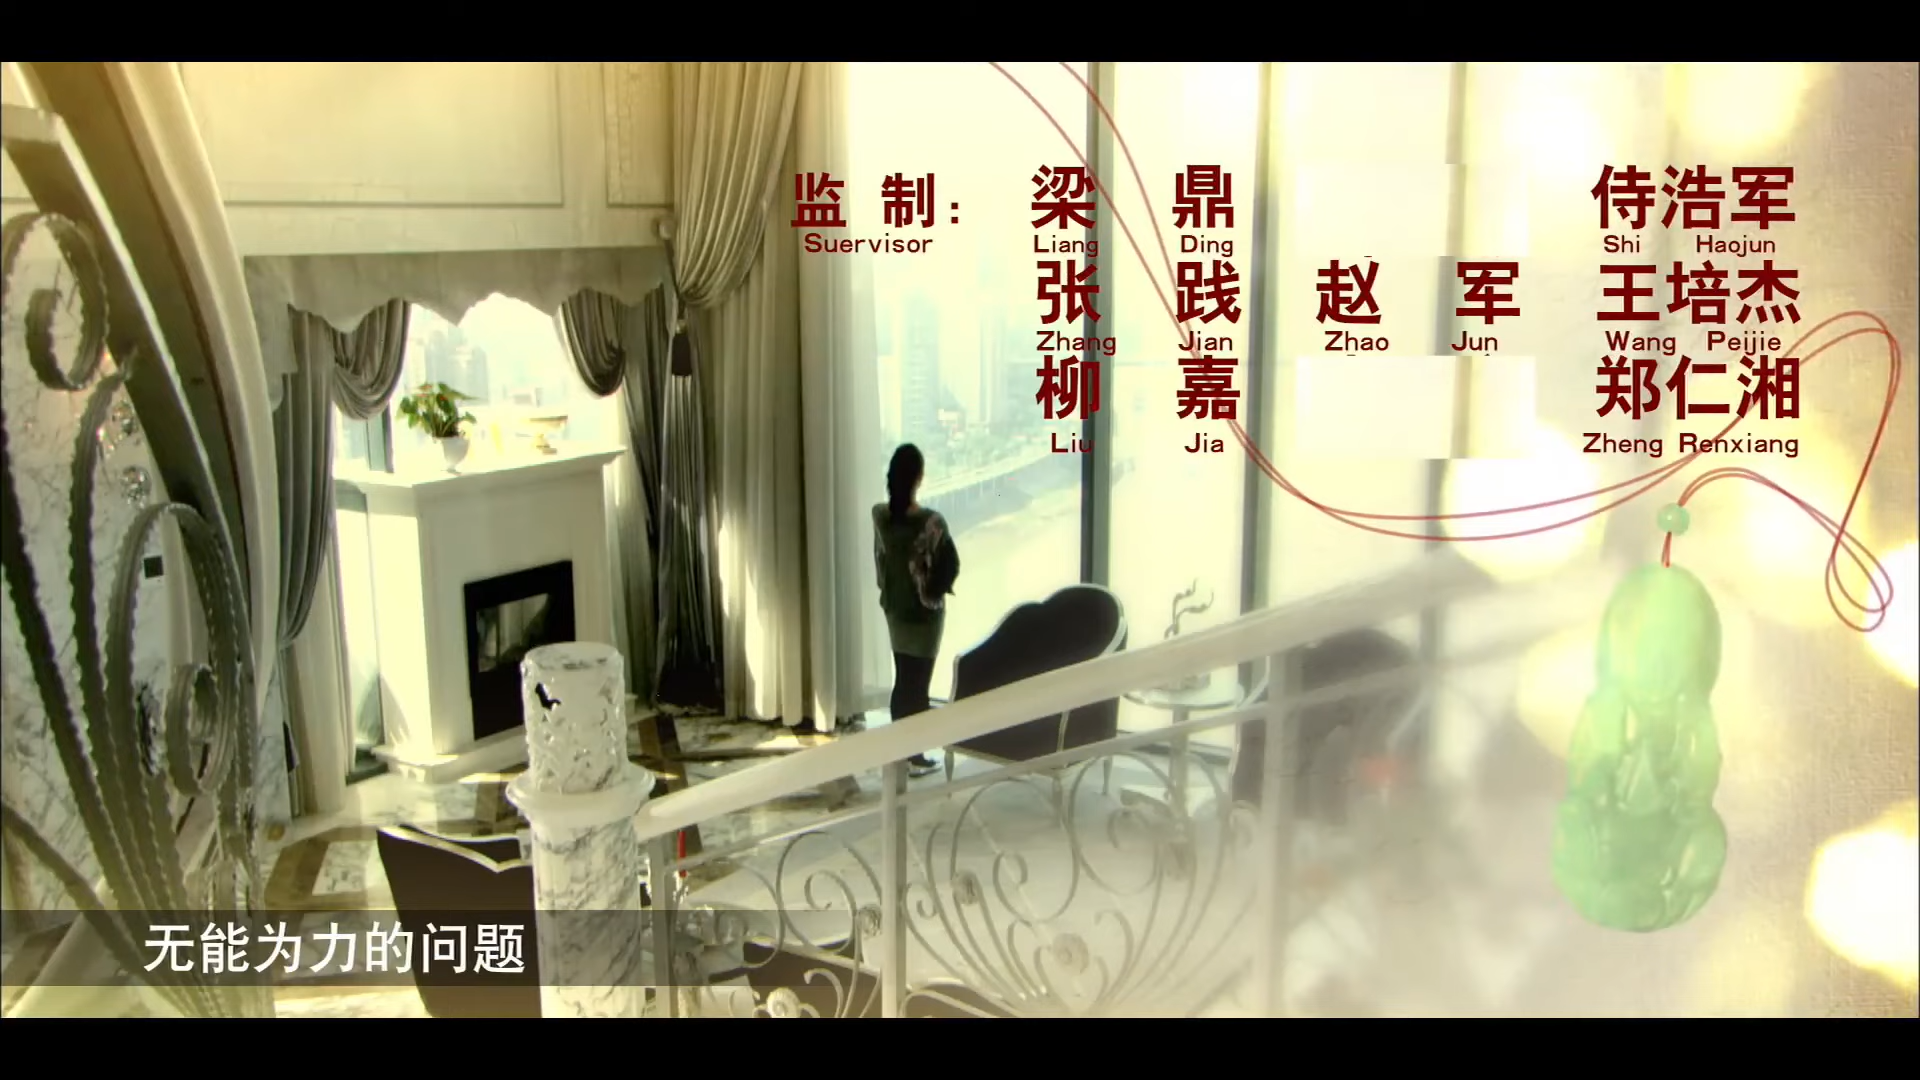 监 制: 梁 鼎 侍浩军
Suervisor Liang Ding Shi Haojun
张 践 赵 军 王培杰
Zhang Jian Zhao Jun Wang Peijie
柳 嘉 郑仁湘
Liu Jia Zheng Renxiang
无能为力的问题